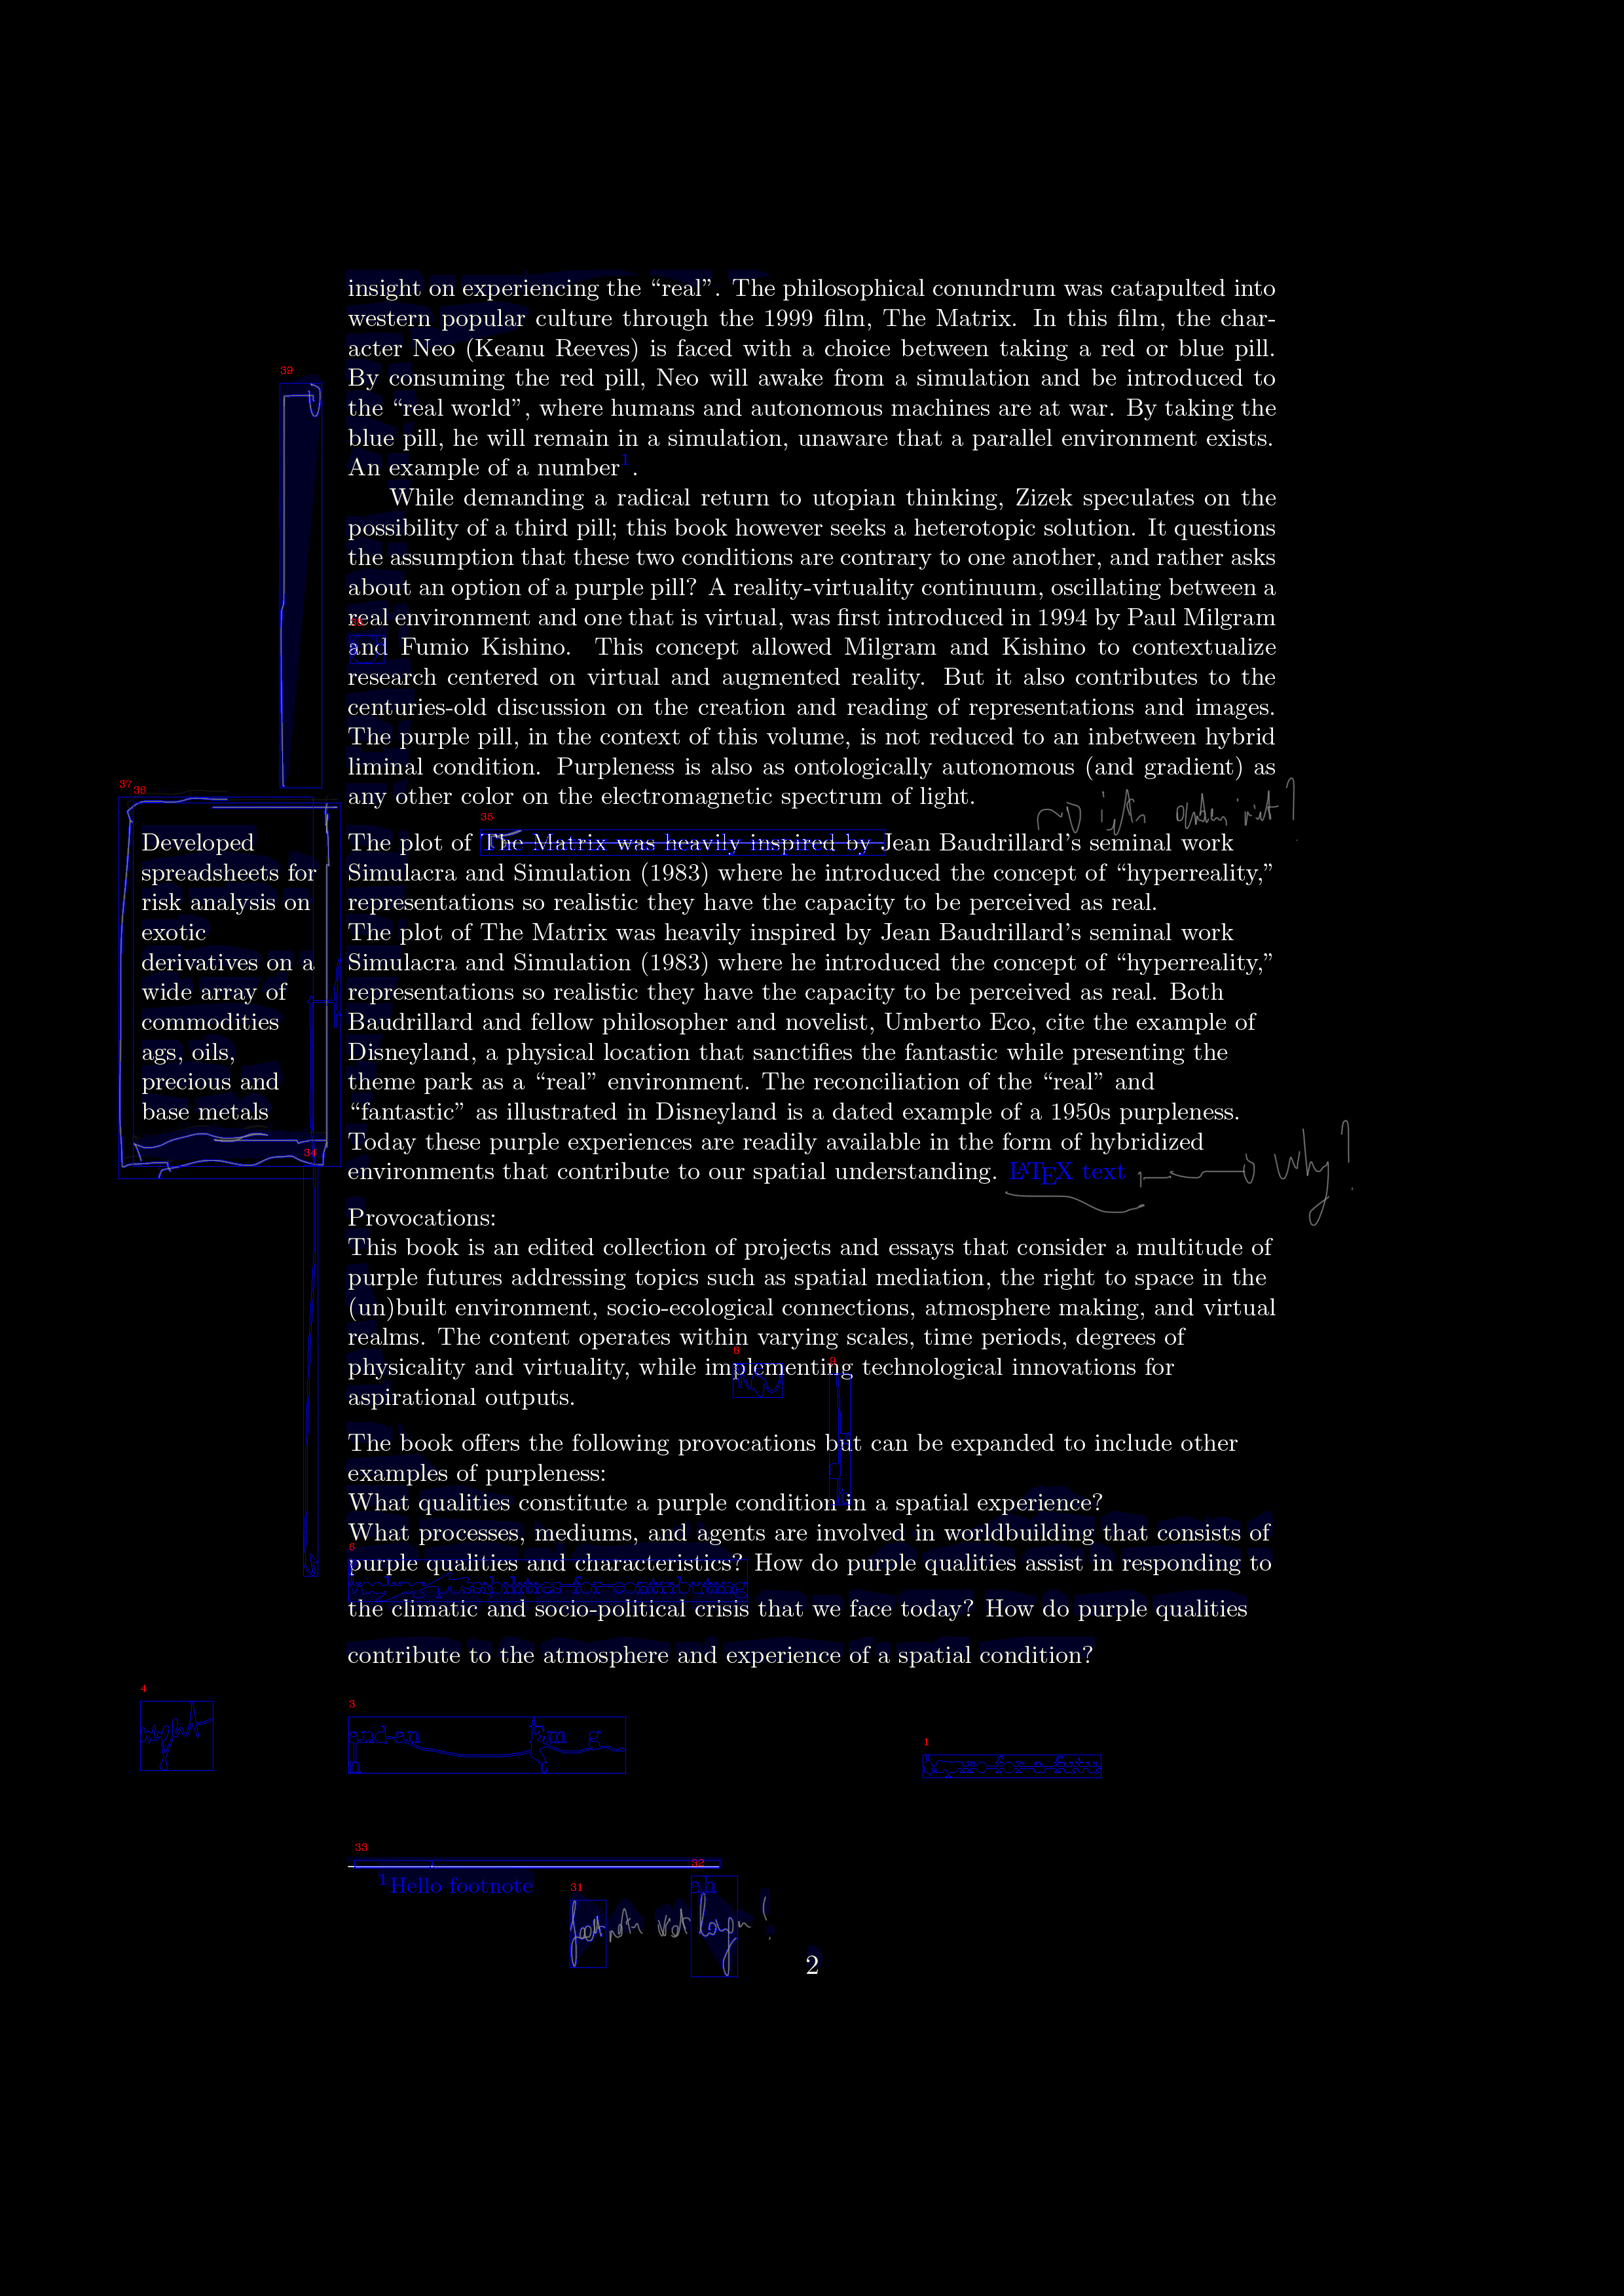 insight on experiencing the “real”. The philosophical conundrum was catapulted into
western popular culture through the 1999 film, The Matrix. In this film, the char-
acter Neo (Keanu Reeves) is faced with a choice between taking a red or blue pill.
By consuming the red pill, Neo will awake from a simulation and be introduced to
39
the “real world”, where humans and autonomous machines are at war. By taking the
blue pill, he will remain in a simulation, unaware that a parallel environment exists.
An example of a number1.
While demanding a radical return to utopian thinking, Zizek speculates on the
possibility of a third pill; this book however seeks a heterotopic solution. It questions
the assumption that these two conditions are contrary to one another, and rather asks
about an option of a purple pill? A reality-virtuality continuum, oscillating between a
real environment and one that is virtual, was first introduced in 1994 by Paul Milgram
and Fumio Kishino. This concept allowed Milgram and Kishino to contextualize
research centered on virtual and augmented reality. But it also contributes to the
centuries-old discussion on the creation and reading of representations and images.
The purple pill, in the context of this volume, is not reduced to an inbetween hybrid
liminal condition. Purpleness is also as ontologically autonomous (and gradient) as
any other color on the electromagnetic spectrum of light.
37 36
35
Developed
spreadsheets for
risk analysis on
exotic
derivatives on a
wide array of
commodities
ags, oils,
precious and
base metals
34
The plot of The Matrix was heavily inspired by Jean Baudrillard’s seminal work
Simulacra and Simulation (1983) where he introduced the concept of “hyperreality,”
representations so realistic they have the capacity to be perceived as real.
The plot of The Matrix was heavily inspired by Jean Baudrillard’s seminal work
Simulacra and Simulation (1983) where he introduced the concept of “hyperreality,”
representations so realistic they have the capacity to be perceived as real. Both
Baudrillard and fellow philosopher and novelist, Umberto Eco, cite the example of
Disneyland, a physical location that sanctifies the fantastic while presenting the
theme park as a “real” environment. The reconciliation of the “real” and
“fantastic” as illustrated in Disneyland is a dated example of a 1950s purpleness.
Today these purple experiences are readily available in the form of hybridized
environments that contribute to our spatial understanding. LATEX text why?
Provocations:
This book is an edited collection of projects and essays that consider a multitude of
purple futures addressing topics such as spatial mediation, the right to space in the
(un)built environment, socio-ecological connections, atmosphere making, and virtual
realms. The content operates within varying scales, time periods, degrees of
6
physicality and virtuality, while implementing technological innovations for
aspirational outputs.
The book offers the following provocations but can be expanded to include other
examples of purpleness:
What qualities constitute a purple condition in a spatial experience?
What processes, mediums, and agents are involved in worldbuilding that consists of
6
purple qualities and characteristics? How do purple qualities assist in responding to
the climatic and socio-political crisis that we face today? How do purple qualities
contribute to the atmosphere and experience of a spatial condition?
4
3
1
33
32
1Hello footnote
31
2